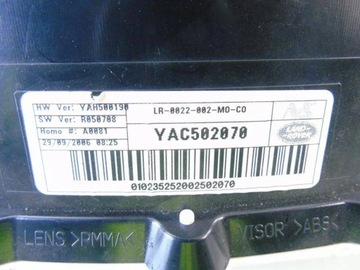 HW Ver: YAH500190
SW Ver: R050708
Homo #: A0081
29/09/2006 08:25
LR-0022-002-MO-CO
YAC502070
LAND-ROVER
010235252002502070
LENS >PMMA<
VISOR >ABS<